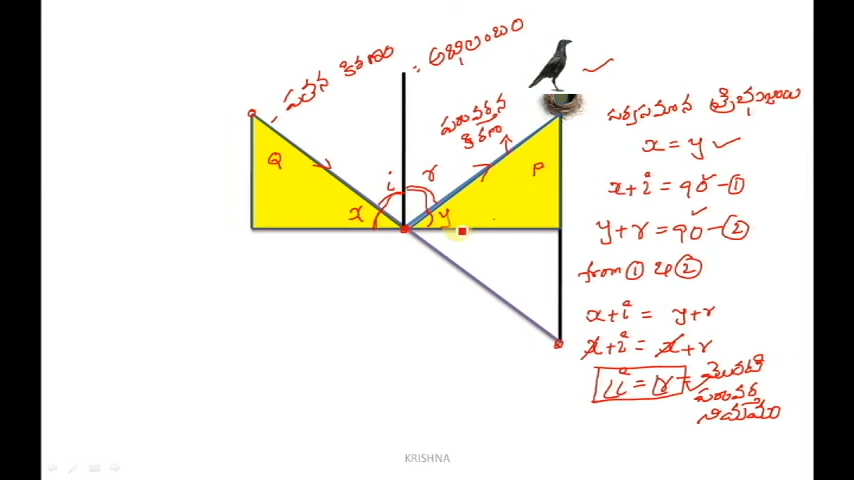 పతన కిరణం
అభిలంబం
పరావర్తన
కిరణం
Q
i
r
P
x
y
సర్వసమాన త్రిభుజాలు
x = y ✓
x + i = 90° - ①
y + r = 90° - ②
from ① & ②
x + i = y + r
x + i = x + r
∠i = ∠r - మొదటి
పరావర్తన
నియమం
KRISHNA